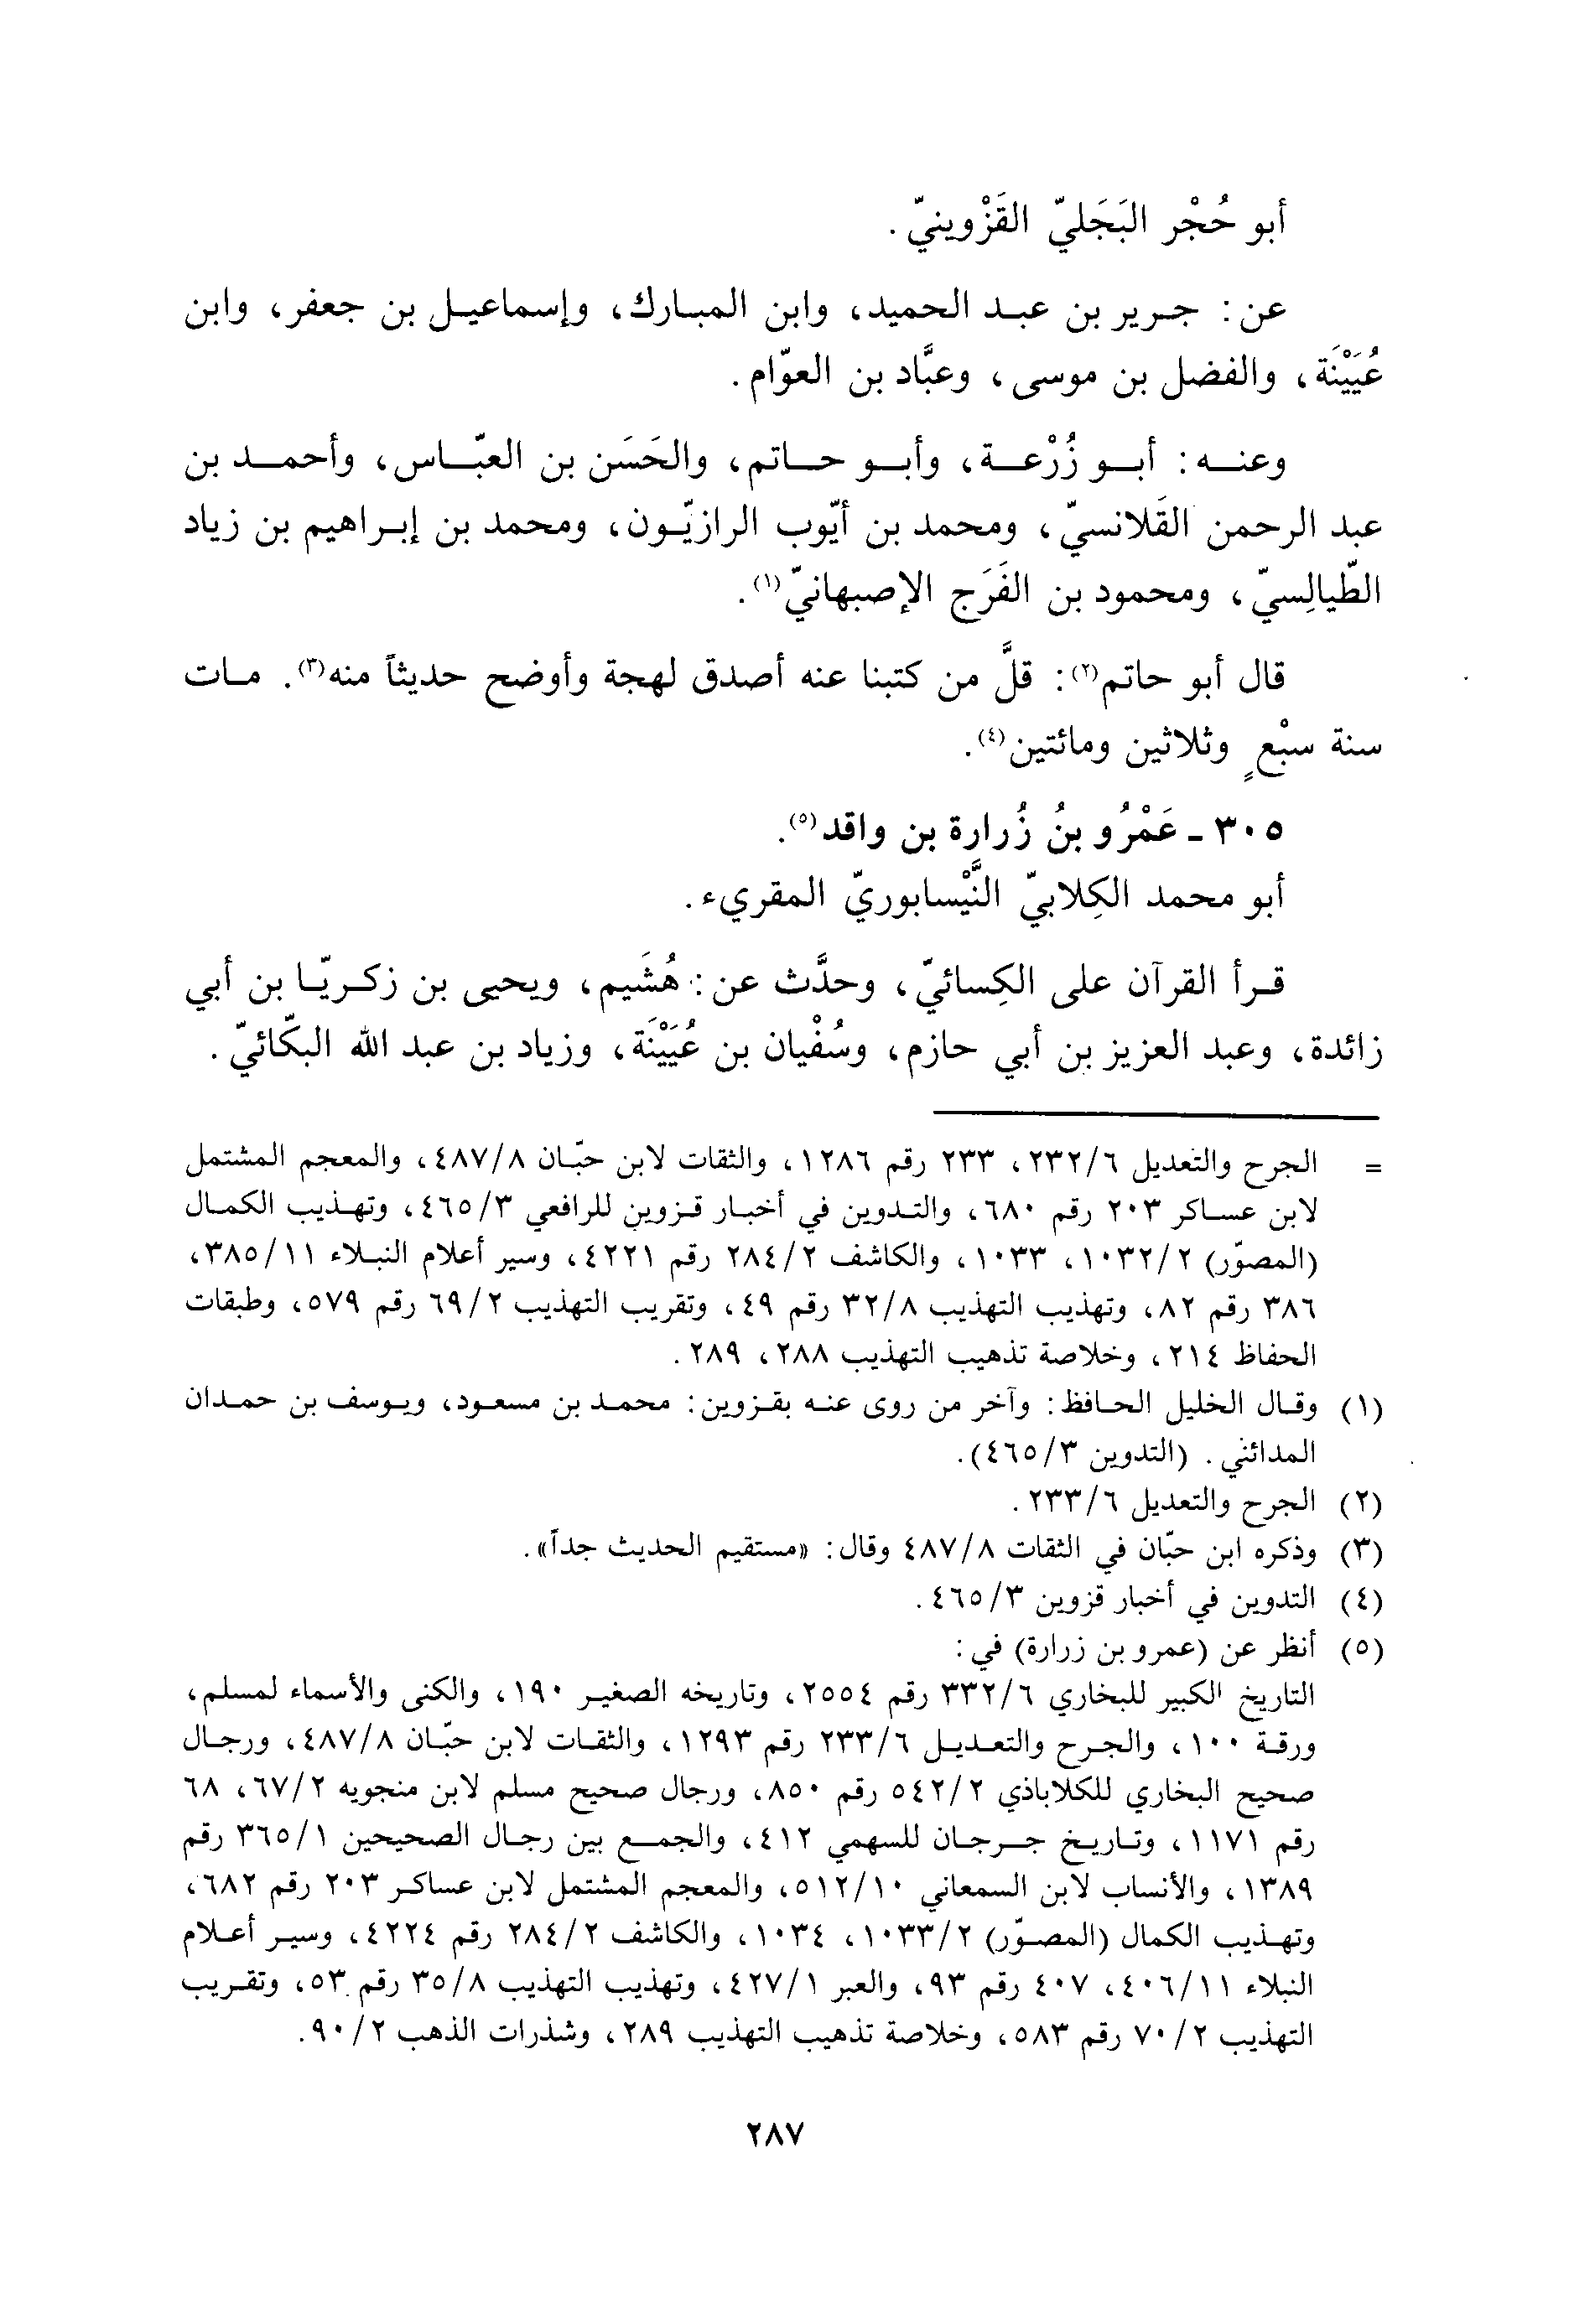 أبو حُجْر البَجَليّ القَزْوينيّ.
عن: جرير بن عبد الحميد، وابن المبارك، وإسماعيل بن جعفر، وابن
عُيَيْنَة، والفضل بن موسى، وعبَّاد بن العوّام.
وعنه: أبو زُرْعة، وأبو حاتم، والحَسَن بن العبّاس، وأحمد بن
عبد الرحمن القَلانسيّ، ومحمد بن أيّوب الرازيّون، ومحمد بن إبراهيم بن زياد
الطّيالِسيّ، ومحمود بن الفَرَج الإصبهانيّ(١).
قال أبو حاتم(٢): قلَّ من كتبنا عنه أصدق لهجة وأوضح حديثاً منه(٣). مات
سنة سبْعٍ وثلاثين ومائتين(٤).
٣٠٥ - عَمْرُو بنُ زُرارة بن واقد(٥).
أبو محمد الكِلابيّ النَّيْسابوريّ المقريء.
قرأ القرآن على الكِسائيّ، وحدَّث عن: هُشَيم، ويحيى بن زكريّا بن أبي
زائدة، وعبد العزيز بن أبي حازم، وسُفْيان بن عُيَيْنَة، وزياد بن عبد الله البكّائيّ.
= الجرح والتعديل ٢٣٢/٦، ٢٣٣ رقم ١٢٨٦، والثقات لابن حبّان ٤٨٧/٨، والمعجم المشتمل
لابن عساكر ٢٠٣ رقم ٦٨٠، والتدوين في أخبار قزوين للرافعي ٤٦٥/٣، وتهذيب الكمال
(المصوّر) ١٠٣٢/٢، ١٠٣٣، والكاشف ٢٨٤/٢ رقم ٤٢٢١، وسير أعلام النبلاء ٣٨٥/١١،
٣٨٦ رقم ٨٢، وتهذيب التهذيب ٣٢/٨ رقم ٤٩، وتقريب التهذيب ٦٩/٢ رقم ٥٧٩، وطبقات
الحفاظ ٢١٤، وخلاصة تذهيب التهذيب ٢٨٨، ٢٨٩.
(١) وقال الخليل الحافظ: وآخر من روى عنه بقزوين: محمد بن مسعود، ويوسف بن حمدان
المدائني. (التدوين ٤٦٥/٣).
(٢) الجرح والتعديل ٢٣٣/٦.
(٣) وذكره ابن حبّان في الثقات ٤٨٧/٨ وقال: «مستقيم الحديث جداً».
(٤) التدوين في أخبار قزوين ٤٦٥/٣.
(٥) أنظر عن (عمرو بن زرارة) في:
التاريخ الكبير للبخاري ٣٣٢/٦ رقم ٢٥٥٤، وتاريخه الصغير ١٩٠، والكنى والأسماء لمسلم،
ورقة ١٠٠، والجرح والتعديل ٢٣٣/٦ رقم ١٢٩٣، والثقات لابن حبّان ٤٨٧/٨، ورجال
صحيح البخاري للكلاباذي ٥٤٢/٢ رقم ٨٥٠، ورجال صحيح مسلم لابن منجويه ٦٧/٢، ٦٨
رقم ١١٧١، وتاريخ جرجان للسهمي ٤١٢، والجمع بين رجال الصحيحين ٣٦٥/١ رقم
١٣٨٩، والأنساب لابن السمعاني ٥١٢/١٠، والمعجم المشتمل لابن عساكر ٢٠٣ رقم ٦٨٢،
وتهذيب الكمال (المصوّر) ١٠٣٣/٢، ١٠٣٤، والكاشف ٢٨٤/٢ رقم ٤٢٢٤، وسير أعلام
النبلاء ٤٠٦/١١، ٤٠٧ رقم ٩٣، والعبر ٤٢٧/١، وتهذيب التهذيب ٣٥/٨ رقم ٥٣، وتقريب
التهذيب ٧٠/٢ رقم ٥٨٣، وخلاصة تذهيب التهذيب ٢٨٩، وشذرات الذهب ٩٠/٢.
٢٨٧